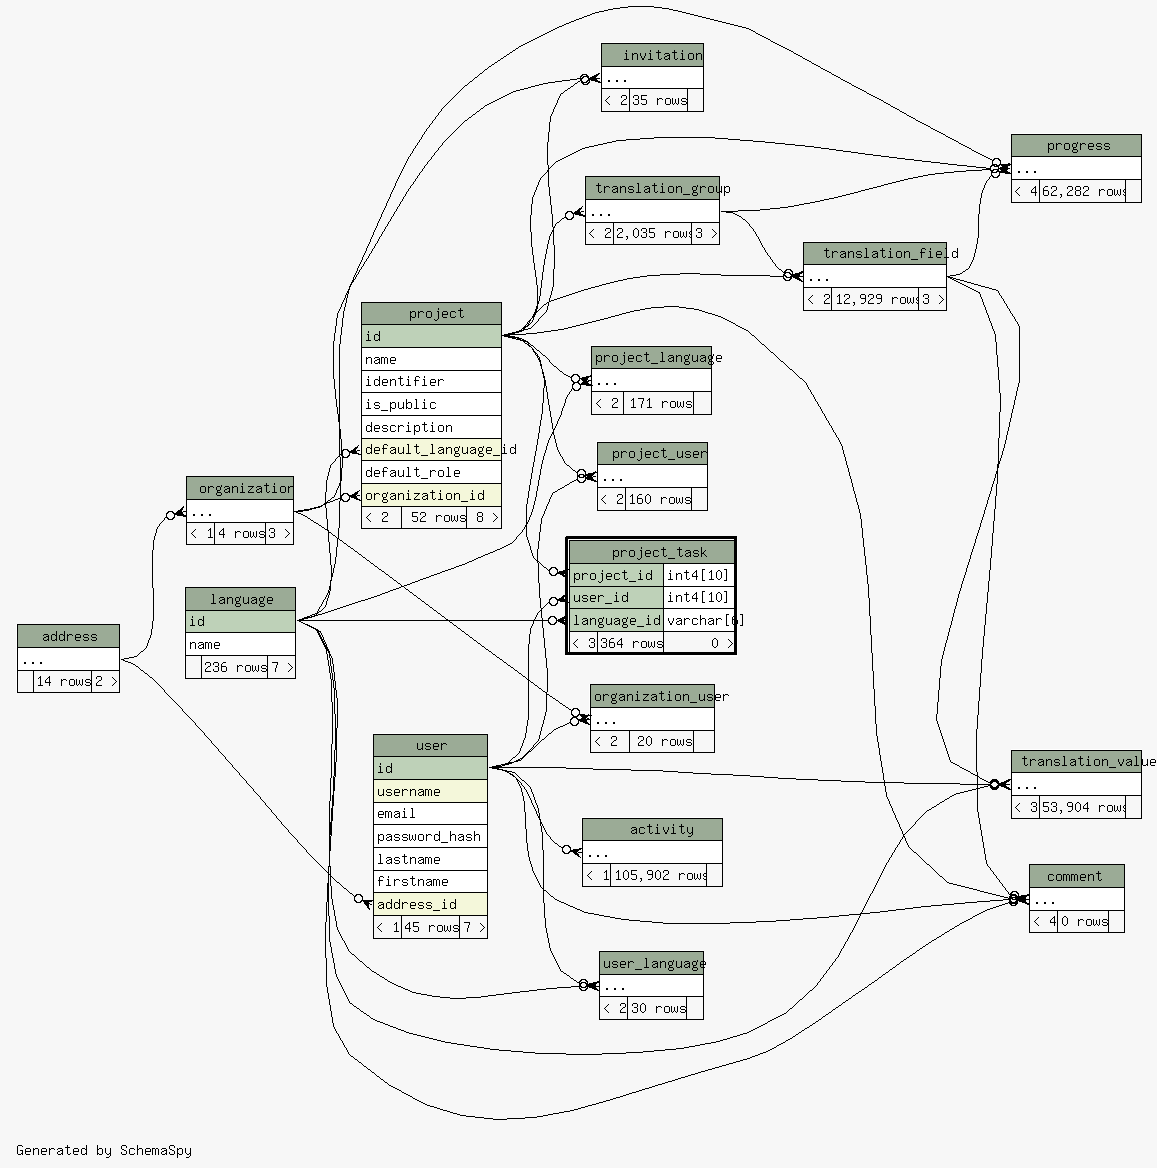 invitation
...
< 2 35 rows
progress
...
< 4 62,282 rows
translation_group
...
< 2 2,035 rows 3 >
translation_field
...
< 2 12,929 rows 3 >
project
id
name
identifier
is_public
description
default_language_id
default_role
organization_id
< 2 52 rows 8 >
project_language
...
< 2 171 rows
project_user
...
< 2 160 rows
organization
...
< 1 4 rows 3 >
project_task
project_id int4[10]
user_id int4[10]
language_id varchar[6]
< 3 364 rows 0 >
language
id
name
236 rows 7 >
address
...
14 rows 2 >
organization_user
...
< 2 20 rows
user
id
username
email
password_hash
lastname
firstname
address_id
< 1 45 rows 7 >
translation_value
...
< 3 53,904 rows
activity
...
< 1 105,902 rows
comment
...
< 4 0 rows
user_language
...
< 2 30 rows
Generated by SchemaSpy